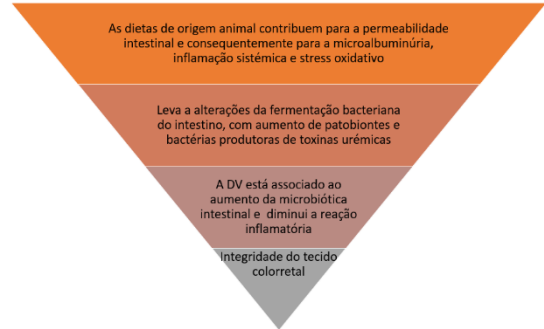 As dietas de origem animal contribuem para a permeabilidade
intestinal e consequentemente para a microalbuminúria,
inflamação sistémica e stress oxidativo
Leva a alterações da fermentação bacteriana
do intestino, com aumento de patobiontes e
bactérias produtoras de toxinas urémicas
A DV está associado ao
aumento da microbiótica
intestinal e diminui a reação
inflamatória
Integridade do tecido
colorretal